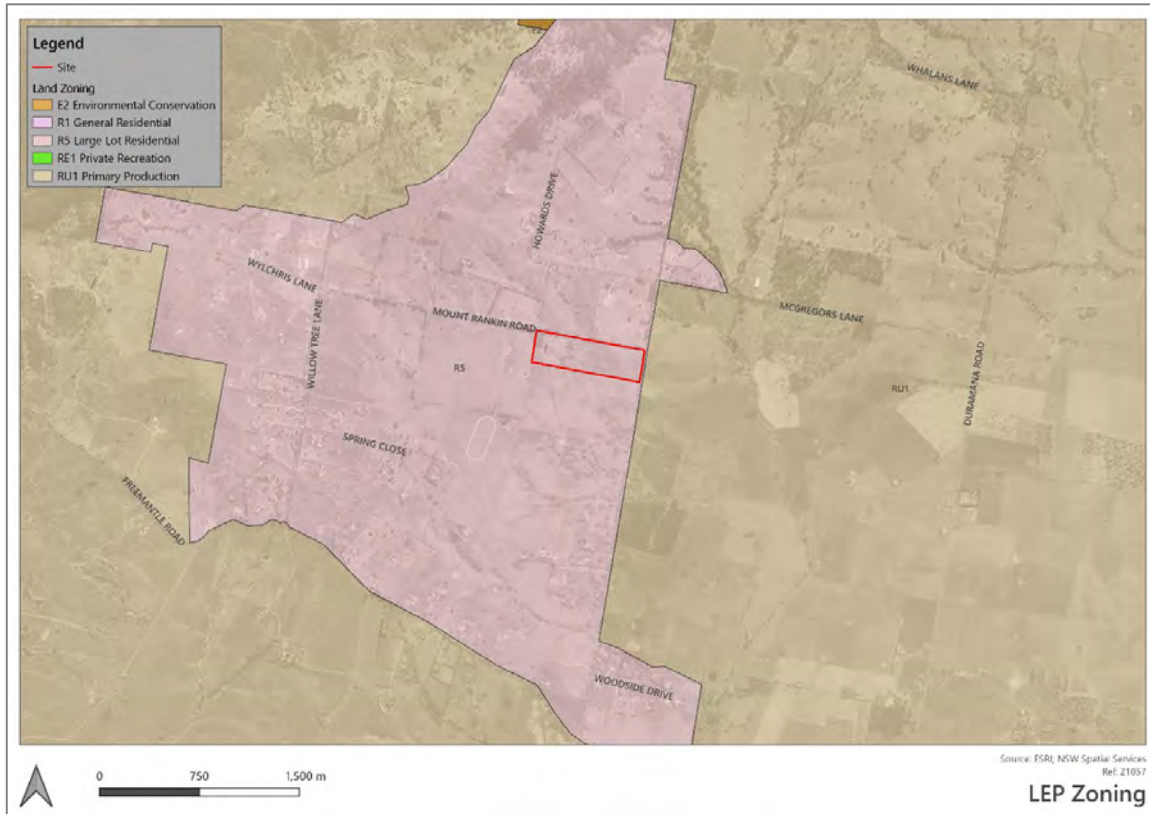 Legend
Site
Land Zoning
E2 Environmental Conservation
R1 General Residential
R5 Large Lot Residential
RE1 Private Recreation
RU1 Primary Production
E2
WHALANS LANE
HOWARDS DRIVE
WYLCHRIS LANE
MOUNT RANKIN ROAD
MCGREGORS LANE
WILLOW TREE LANE
R5
RU1
DURAMANA ROAD
SPRING CLOSE
FREEMANTLE ROAD
WOODSIDE DRIVE
0 750 1,500 m
Source: ESRI; NSW Spatial Services
Ref: 21057
LEP Zoning